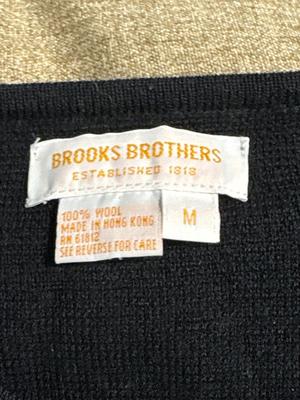 BROOKS BROTHERS
ESTABLISHED 1818
100% WOOL
MADE IN HONG KONG
RN 61812
SEE REVERSE FOR CARE
M